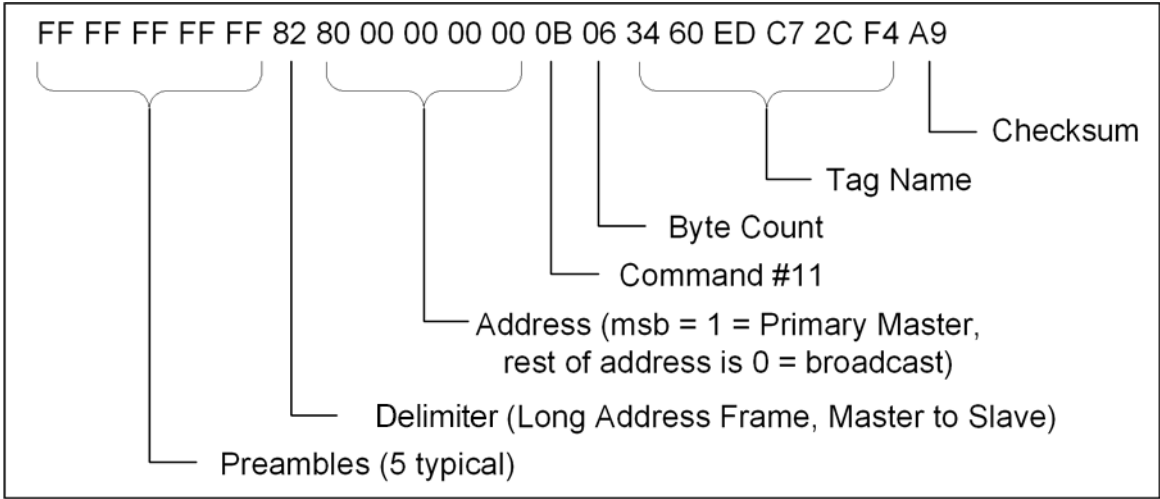 FF FF FF FF FF 82 80 00 00 00 00 0B 06 34 60 ED C7 2C F4 A9
Checksum
Tag Name
Byte Count
Command #11
Address (msb = 1 = Primary Master,
rest of address is 0 = broadcast)
Delimiter (Long Address Frame, Master to Slave)
Preambles (5 typical)